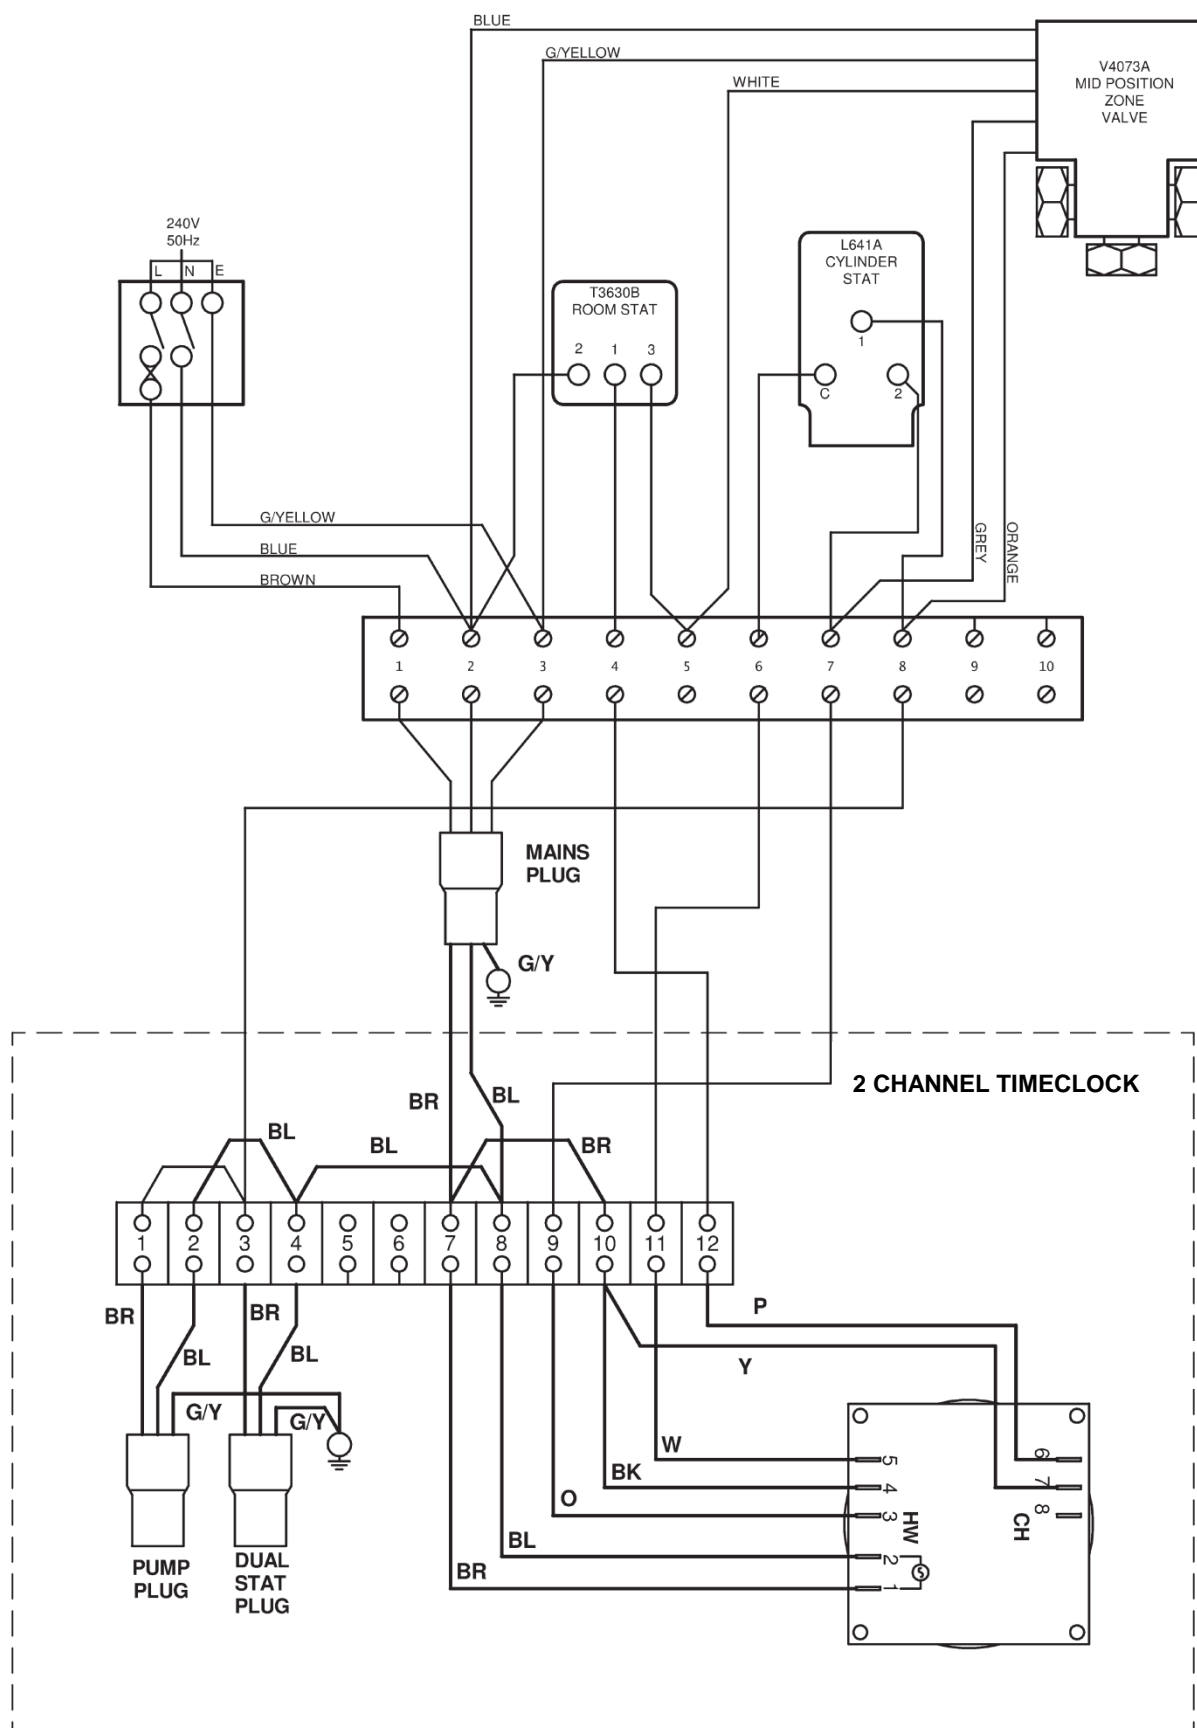 BLUE
G/YELLOW
WHITE
V4073A
MID POSITION
ZONE
VALVE
240V
50Hz
L N E
L641A
CYLINDER
STAT
1
C 2
T3630B
ROOM STAT
2 1 3
G/YELLOW
BLUE
BROWN
GREY
ORANGE
1 2 3 4 5 6 7 8 9 10
MAINS
PLUG
G/Y
2 CHANNEL TIMECLOCK
BR BL
BL BL BR
1 2 3 4 5 6 7 8 9 10 11 12
BR BR P
BL BL Y
G/Y G/Y
W
BK
O
BL
BR
5 6
4 7
3 8
2
1
HW CH
PUMP
PLUG
DUAL
STAT
PLUG